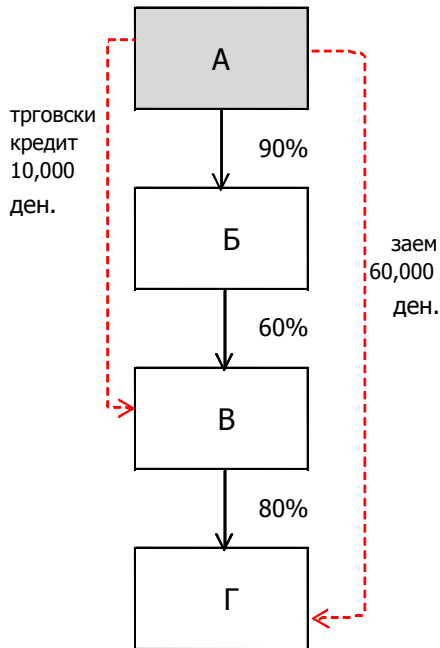 А
трговски
кредит
10,000
ден.
90%
Б
заем
60,000
ден.
60%
В
80%
Г